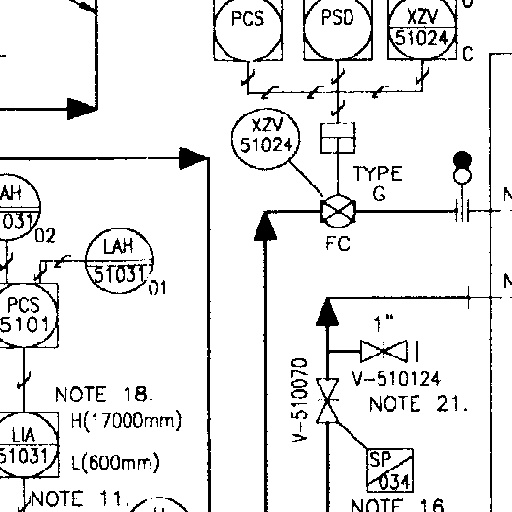 PCS
PSD
XZV
51024
C
XZV
51024
TYPE
G
FC
AH
031
02
LAH
51031
01
PCS
5101
1"
V-510124
NOTE 21.
V-510070
NOTE 18.
H(17000mm)
LIA
51031
L(600mm)
SP
034
NOTE 11.
NOTE 16